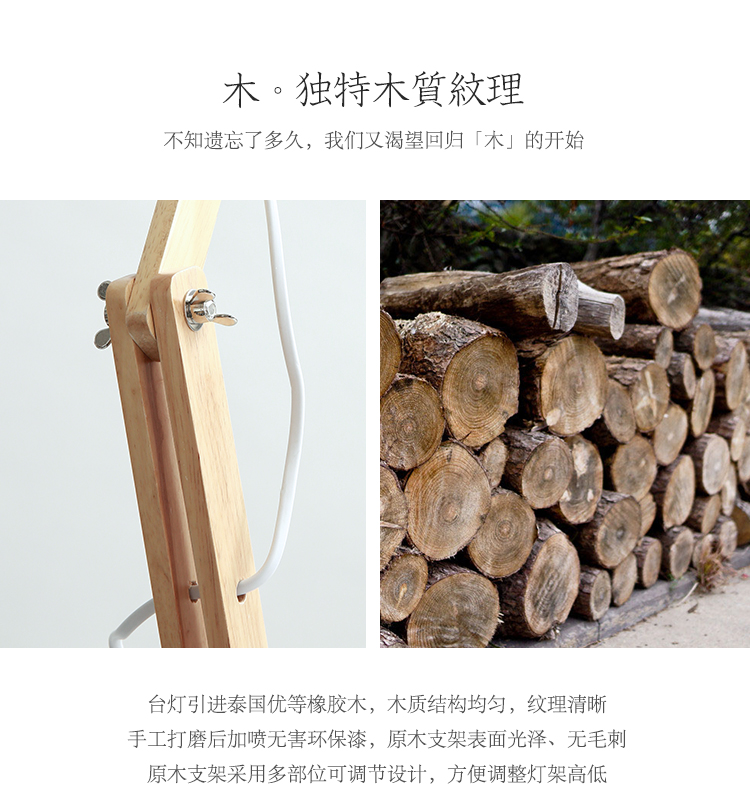 木。独特木質紋理
不知遗忘了多久，我们又渴望回归「木」的开始
台灯引进泰国优等橡胶木，木质结构均匀，纹理清晰
手工打磨后加喷无害环保漆，原木支架表面光泽、无毛刺
原木支架采用多部位可调节设计，方便调整灯架高低